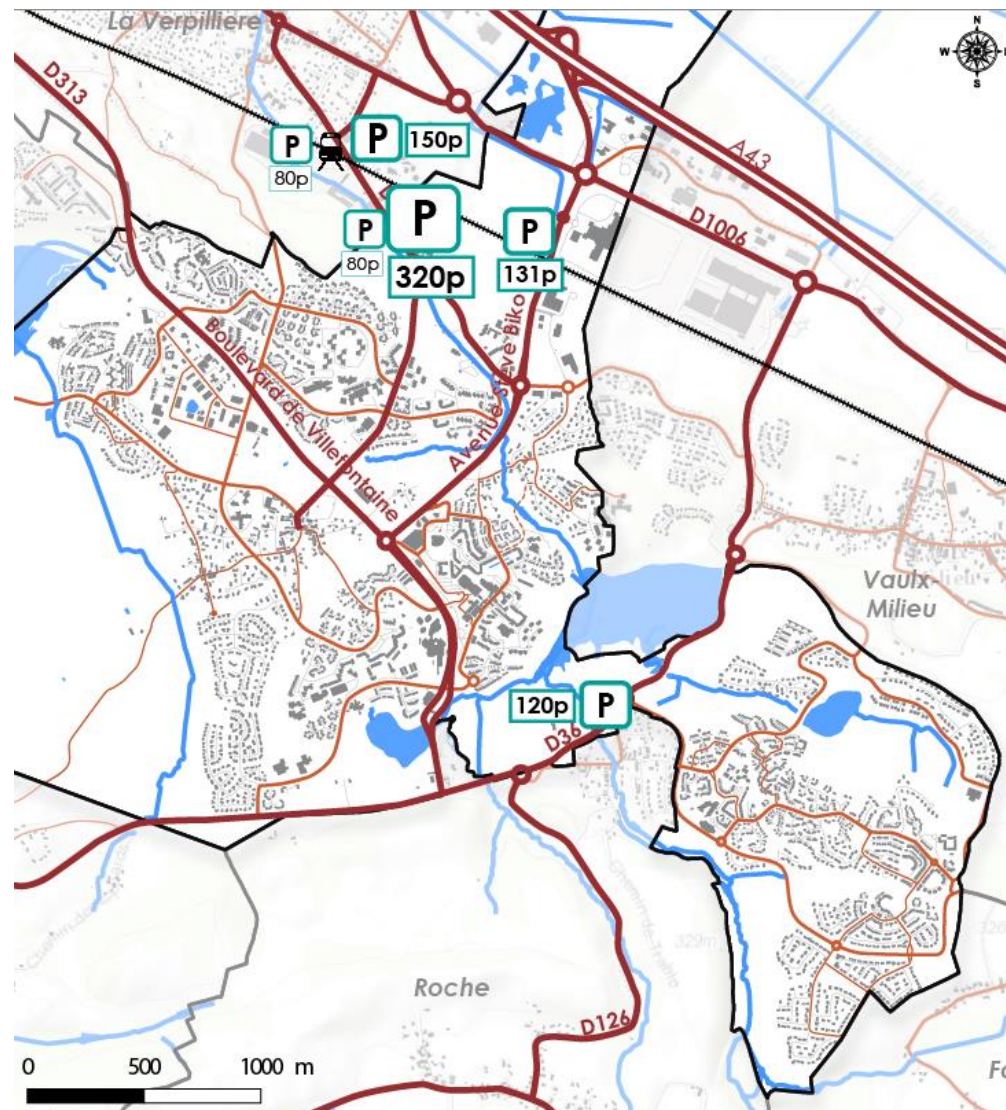 La Verpillière
N
W
S
D313
P
150p
P
80p
A43
P
80p
P
320p
P
131p
D1006
Boulevard de Villefontaine
Avenue Steve Biko
Vaulx-
Milieu
120p
P
D36
329m
Roche
D126
0 500 1000 m